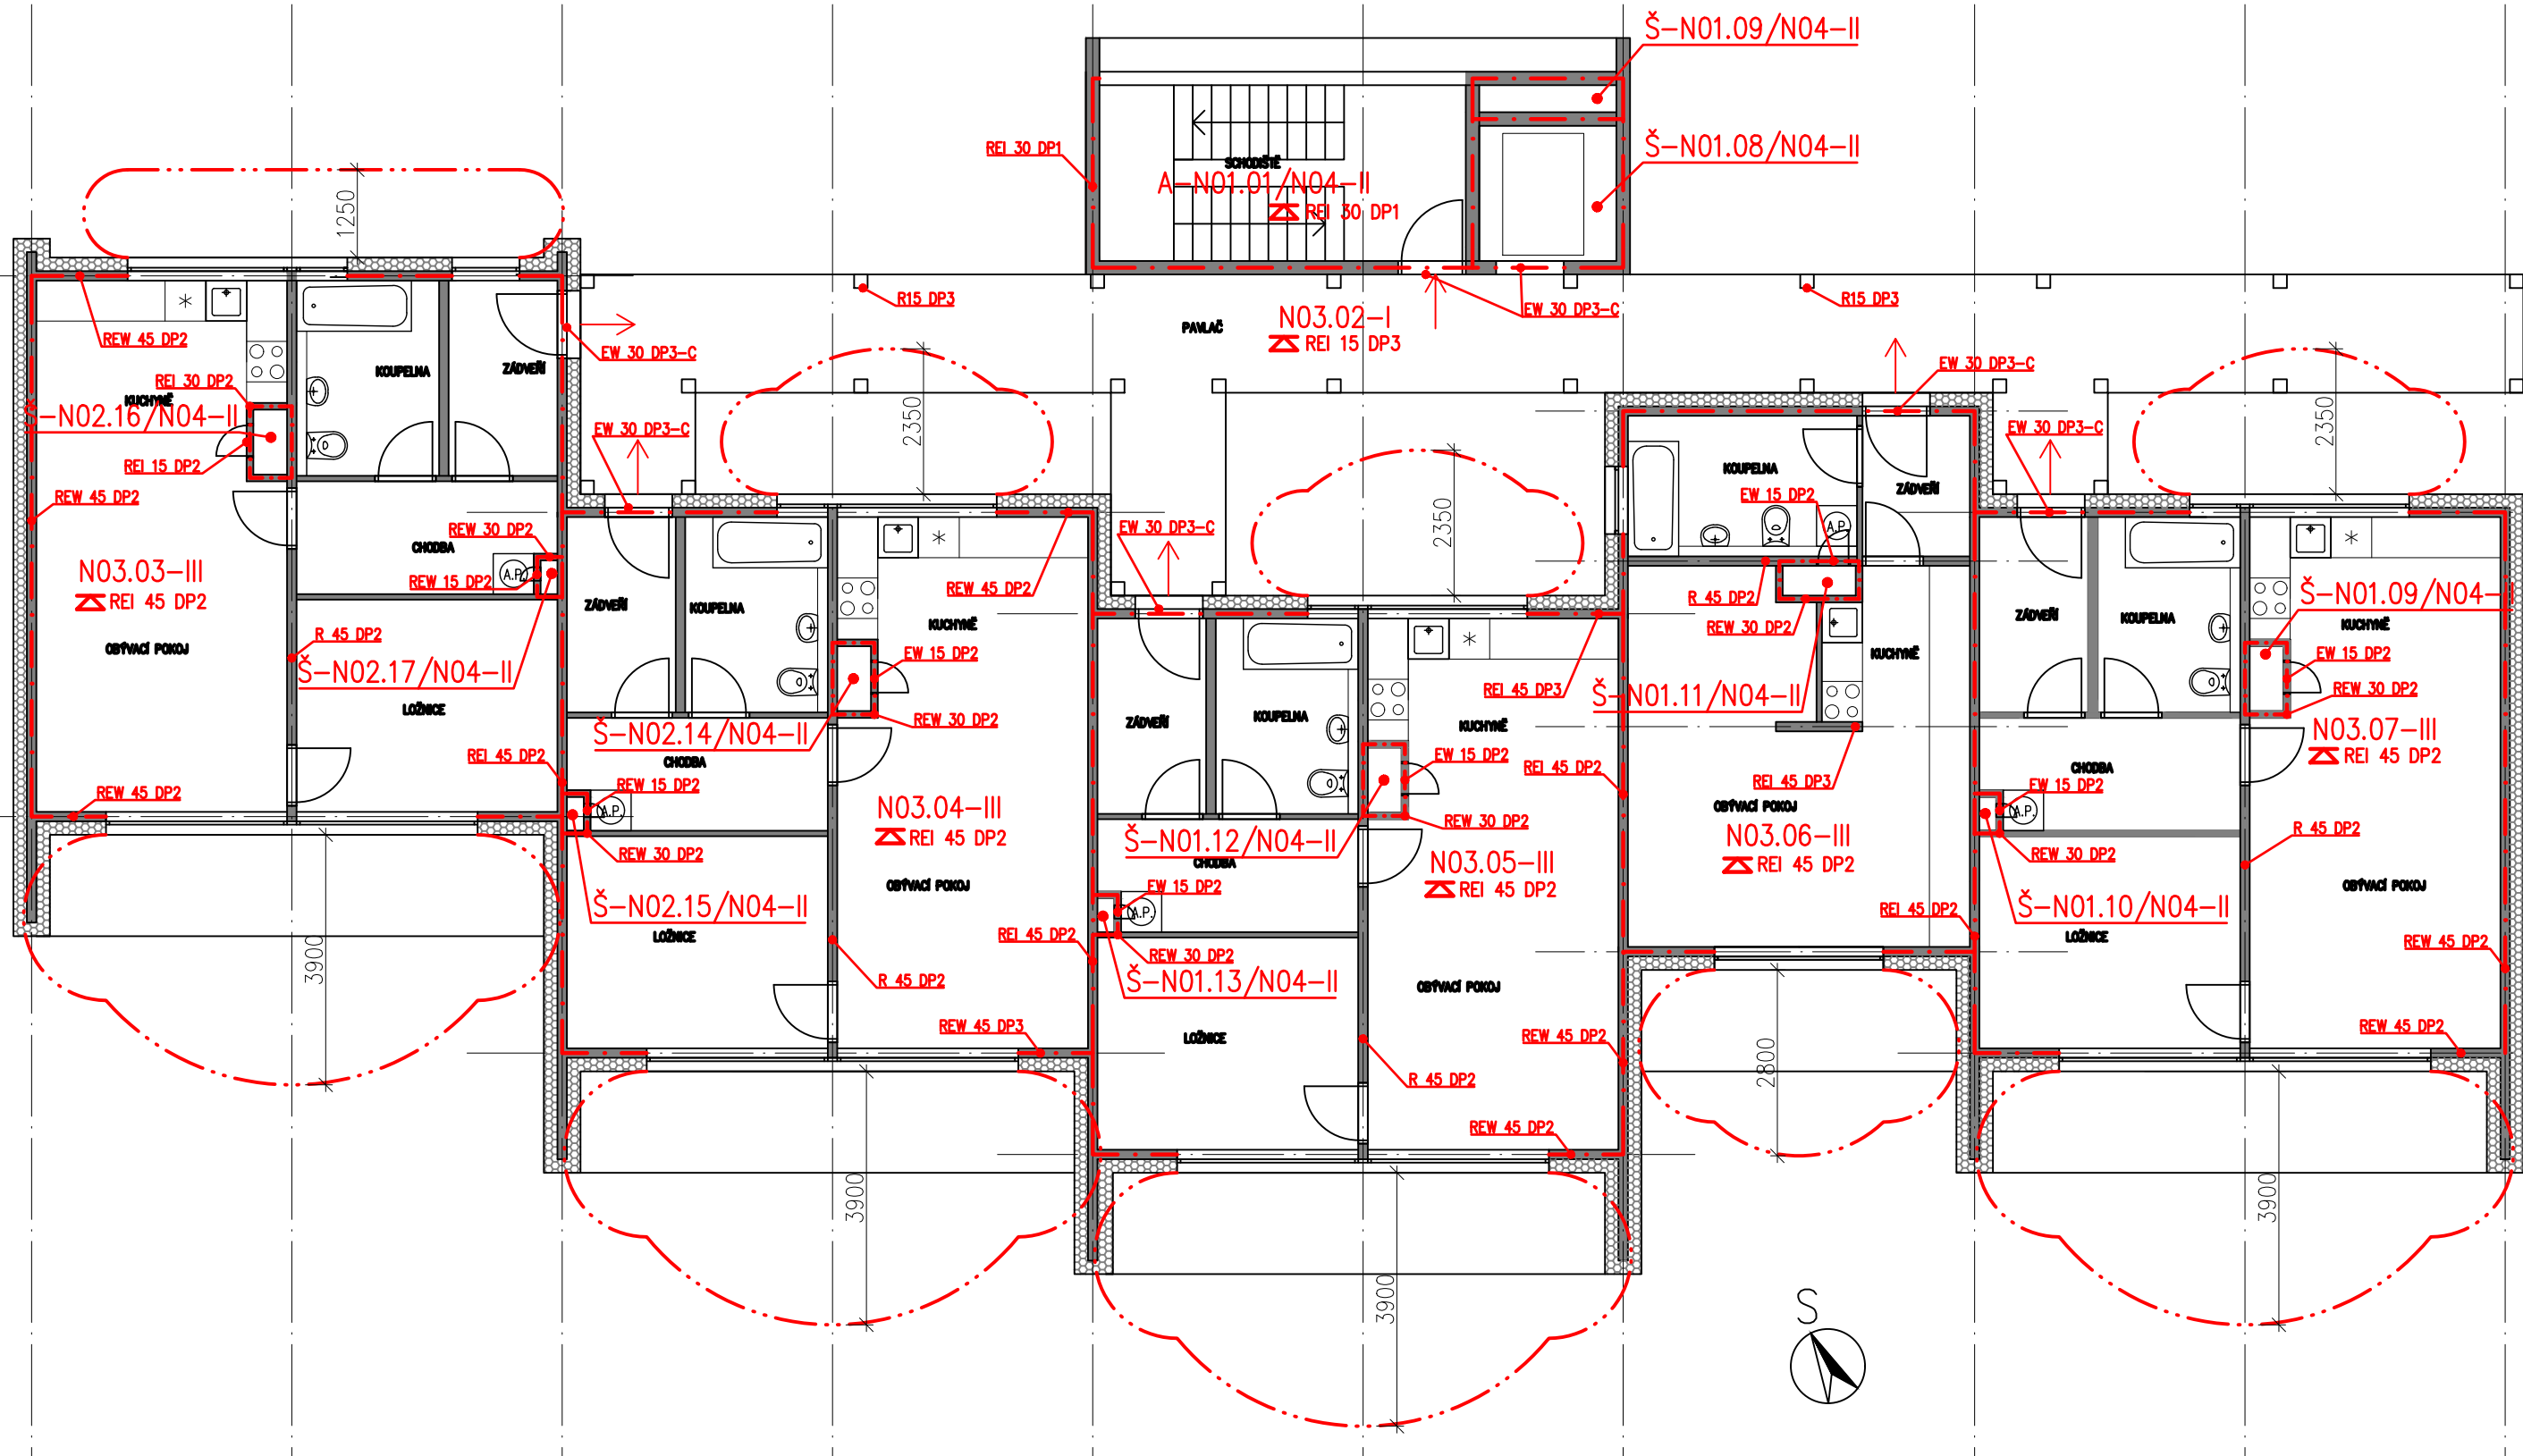 Š-N01.09/N04-II
Š-N01.08/N04-II
REI 30 DP1
SCHODIŠTĚ
A-N01.01/N04-II
REI 30 DP1
1250
R15 DP3
R15 DP3
EW 30 DP3-C
N03.02-I
PAVLAČ
REI 15 DP3
REW 45 DP2
EW 30 DP3-C
EW 30 DP3-C
KOUPELNA
ZÁDVEŘÍ
REI 30 DP2
KUCHYNĚ
Š-N02.16/N04-II
REI 15 DP2
2350
2350
2350
EW 30 DP3-C
EW 30 DP3-C
KOUPELNA
ZÁDVEŘÍ
REW 45 DP2
EW 15 DP2
A.P.
REW 30 DP2
CHODBA
REW 15 DP2
A.P.
EW 30 DP3-C
N03.03-III
REI 45 DP2
REW 45 DP2
R 45 DP2
REW 30 DP2
ZÁDVEŘÍ
KOUPELNA
KUCHYNĚ
ZÁDVEŘÍ
KOUPELNA
Š-N01.09/N04-
KUCHYNĚ
OBÝVACÍ POKOJ
R 45 DP2
Š-N02.17/N04-II
EW 15 DP2
KUCHYNĚ
EW 15 DP2
REI 45 DP3
Š-N01.11/N04-II
REW 30 DP2
LOŽNICE
REW 30 DP2
Š-N02.14/N04-II
ZÁDVEŘÍ
KOUPELNA
KUCHYNĚ
N03.07-III
REI 45 DP2
REI 45 DP2
CHODBA
EW 15 DP2
REI 45 DP2
REI 45 DP3
CHODBA
REW 45 DP2
REW 15 DP2
A.P.
EW 15 DP2
A.P.
N03.04-III
REI 45 DP2
OBÝVACÍ POKOJ
REW 30 DP2
N03.06-III
REI 45 DP2
R 45 DP2
Š-N01.12/N04-II
CHODBA
REW 30 DP2
REW 30 DP2
N03.05-III
REI 45 DP2
OBÝVACÍ POKOJ
OBÝVACÍ POKOJ
EW 15 DP2
A.P.
Š-N02.15/N04-II
LOŽNICE
REI 45 DP2
Š-N01.10/N04-II
LOŽNICE
REI 45 DP2
REW 45 DP2
3900
REW 30 DP2
Š-N01.13/N04-II
R 45 DP2
OBÝVACÍ POKOJ
REW 45 DP3
LOŽNICE
REW 45 DP2
REW 45 DP2
2800
R 45 DP2
REW 45 DP2
3900
3900
3900
S